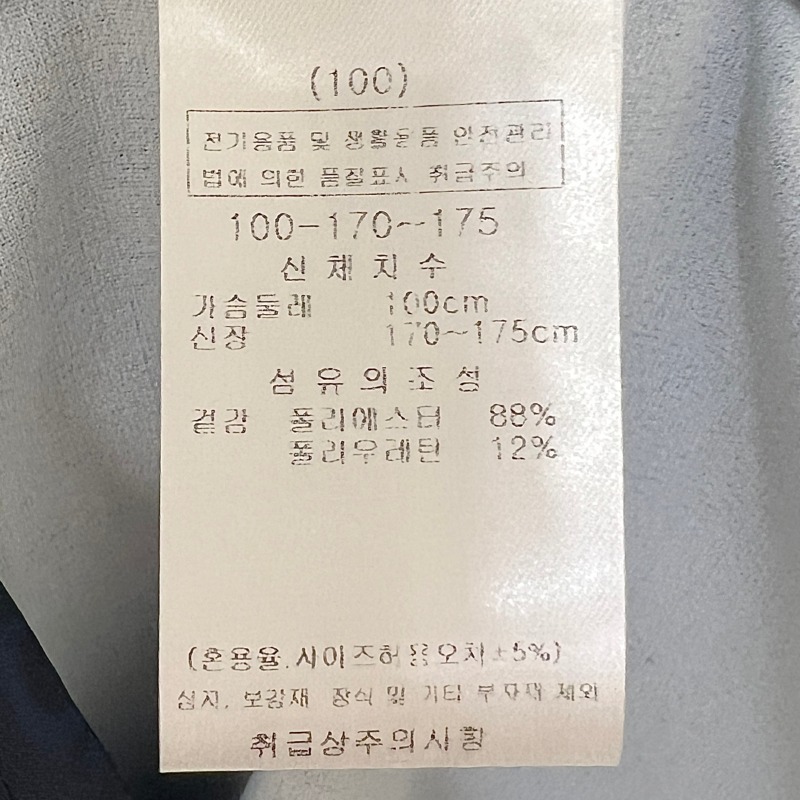 (100)
전기용품 및 생활용품 안전관리
법에 의한 품질표시 취급주의
100-170~175
신 체 치 수
가슴둘레 100cm
신장 170~175cm
섬 유 의 조 성
겉감 폴리에스터 88%
폴리우레탄 12%
(혼용율.사이즈허용오차±5%)
심지, 보강재 장식 및 기타 부자재 제외
취급상주의사항